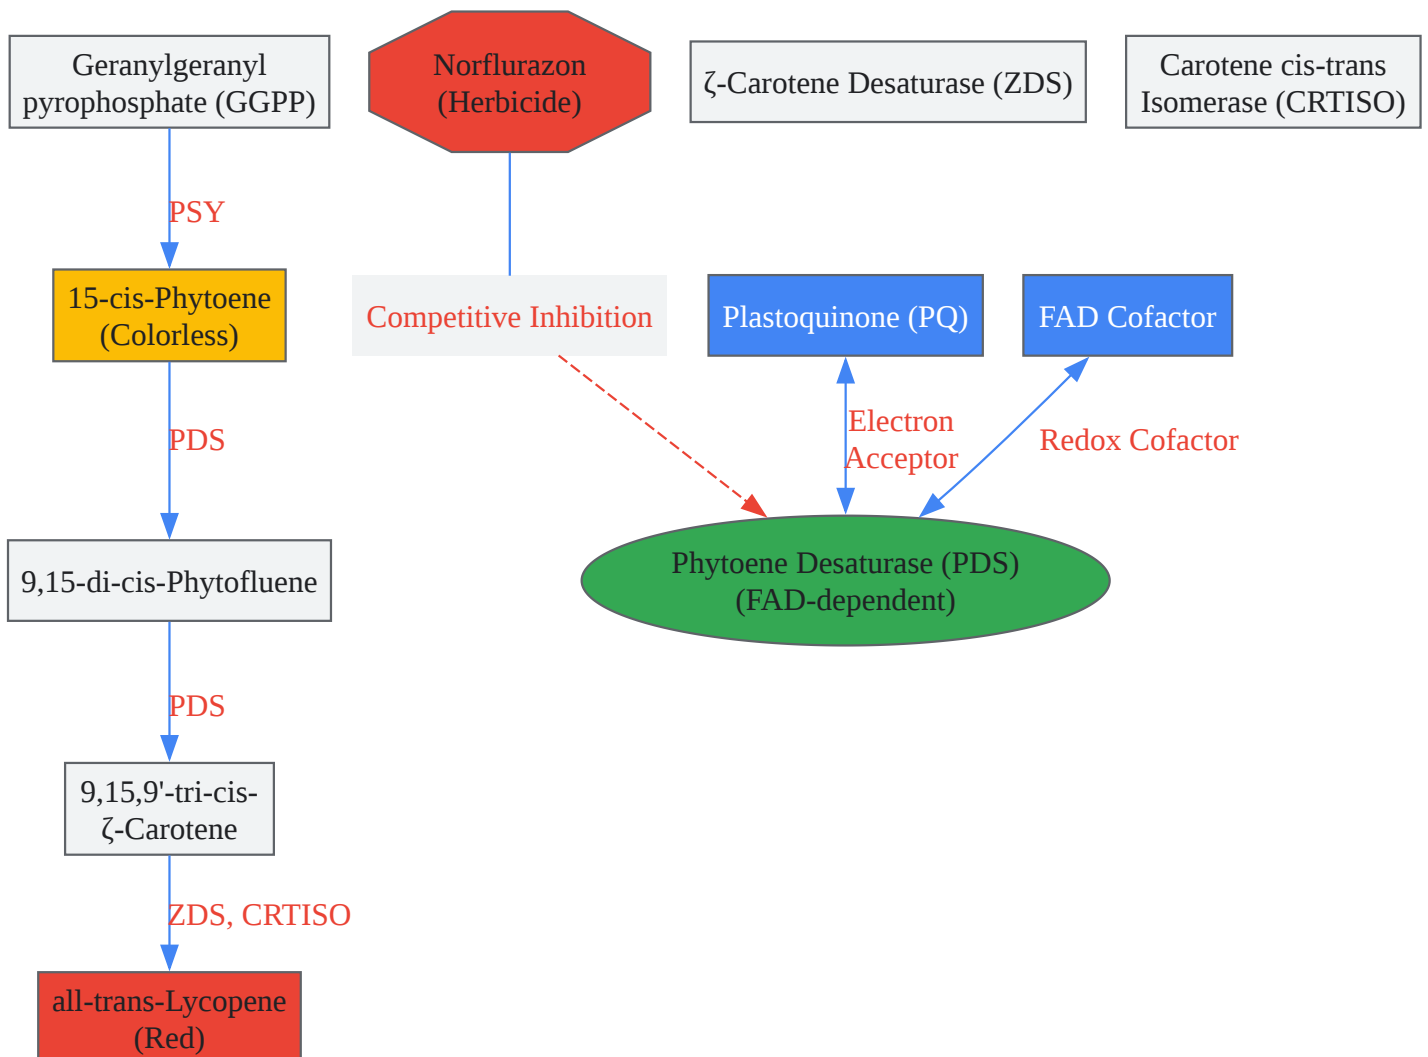 Geranylgeranyl
pyrophosphate (GGPP)
Norflurazon
(Herbicide)
ζ-Carotene Desaturase (ZDS)
Carotene cis-trans
Isomerase (CRTISO)
PSY
15-cis-Phytoene
(Colorless)
Competitive Inhibition
Plastoquinone (PQ)
FAD Cofactor
PDS
Electron
Acceptor
Redox Cofactor
9,15-di-cis-Phytofluene
Phytoene Desaturase (PDS)
(FAD-dependent)
PDS
9,15,9'-tri-cis-
ζ-Carotene
ZDS, CRTISO
all-trans-Lycopene
(Red)